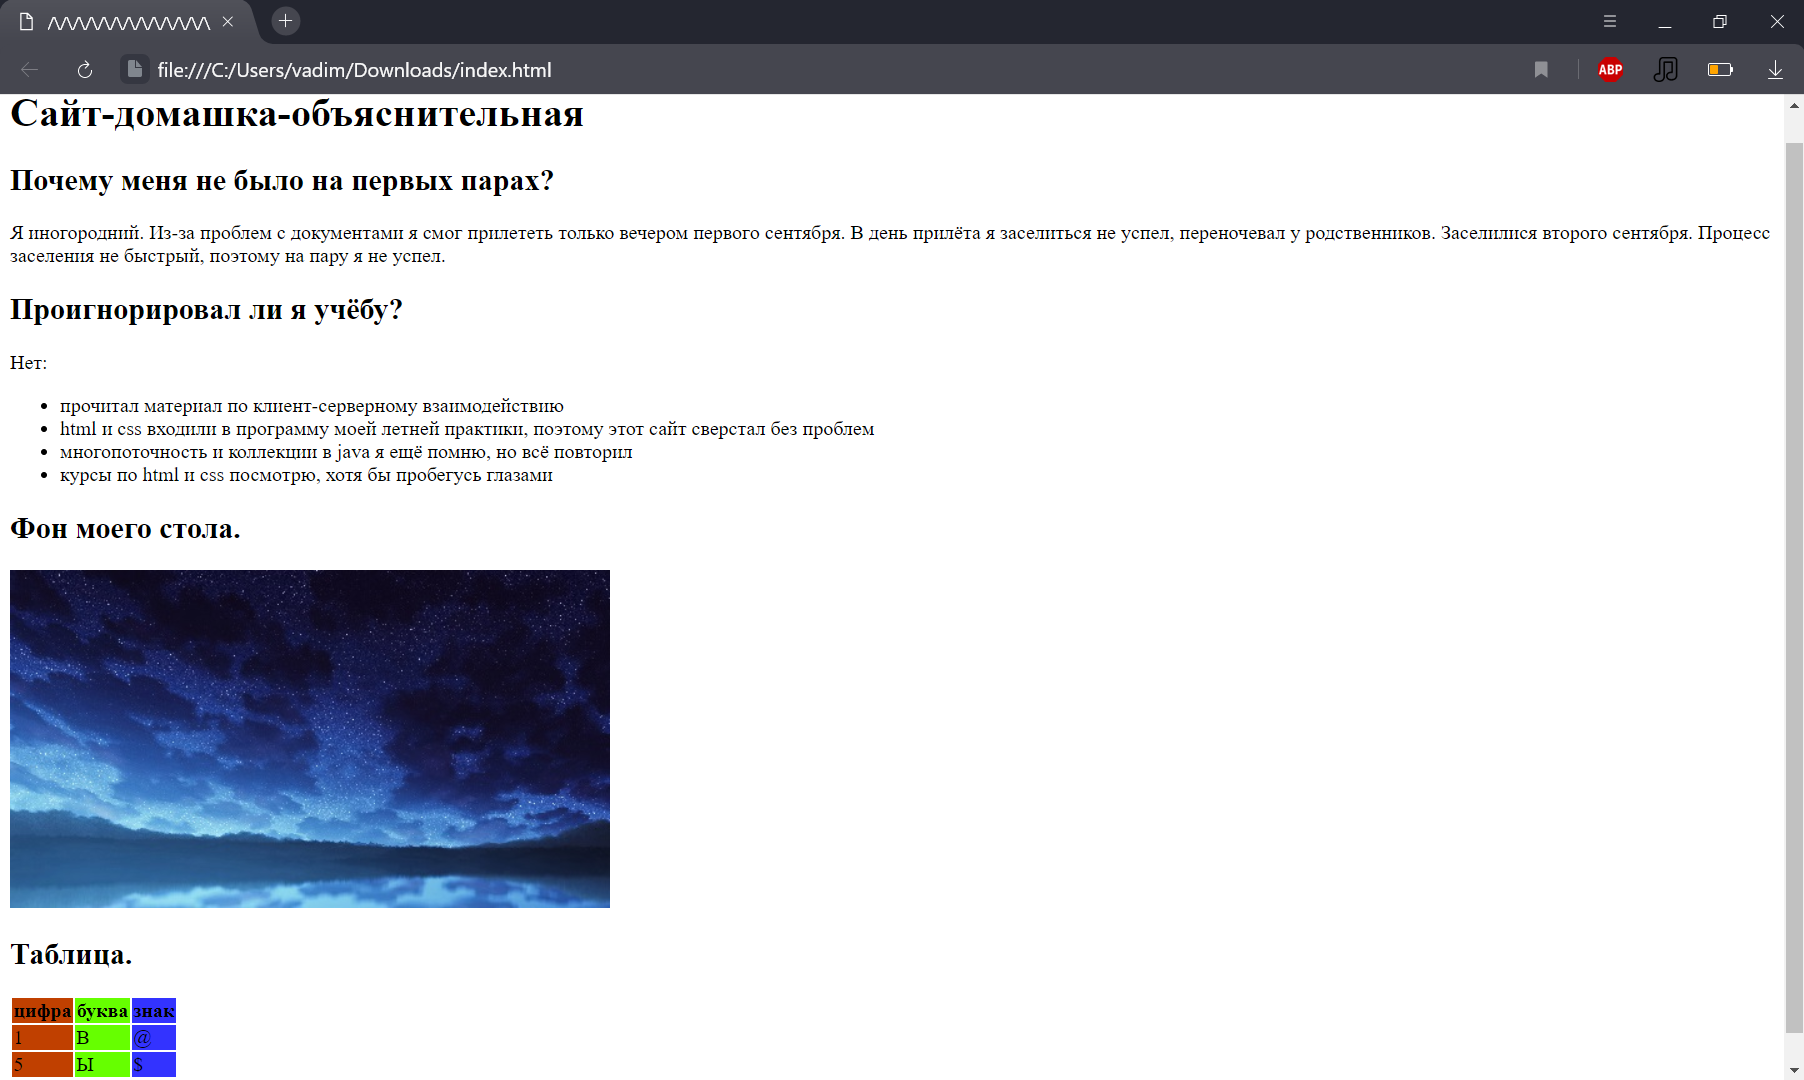 /\/\/\/\/\/\/\/\/\/\/\/\/\/\
file:///C:/Users/vadim/Downloads/index.html
ABP
Сайт-домашка-объяснительная
Почему меня не было на первых парах?
Я иногородний. Из-за проблем с документами я смог прилететь только вечером первого сентября. В день прилёта я заселиться не успел, переночевал у родственников. Заселилися второго сентября. Процесс
заселения не быстрый, поэтому на пару я не успел.
Проигнорировал ли я учёбу?
Нет:
• прочитал материал по клиент-серверному взаимодействию
• html и css входили в программу моей летней практики, поэтому этот сайт сверстал без проблем
• многопоточность и коллекции в java я ещё помню, но всё повторил
• курсы по html и css посмотрю, хотя бы пробегусь глазами
Фон моего стола.
Таблица.
цифра буква знак
1 В @
5 Ы $